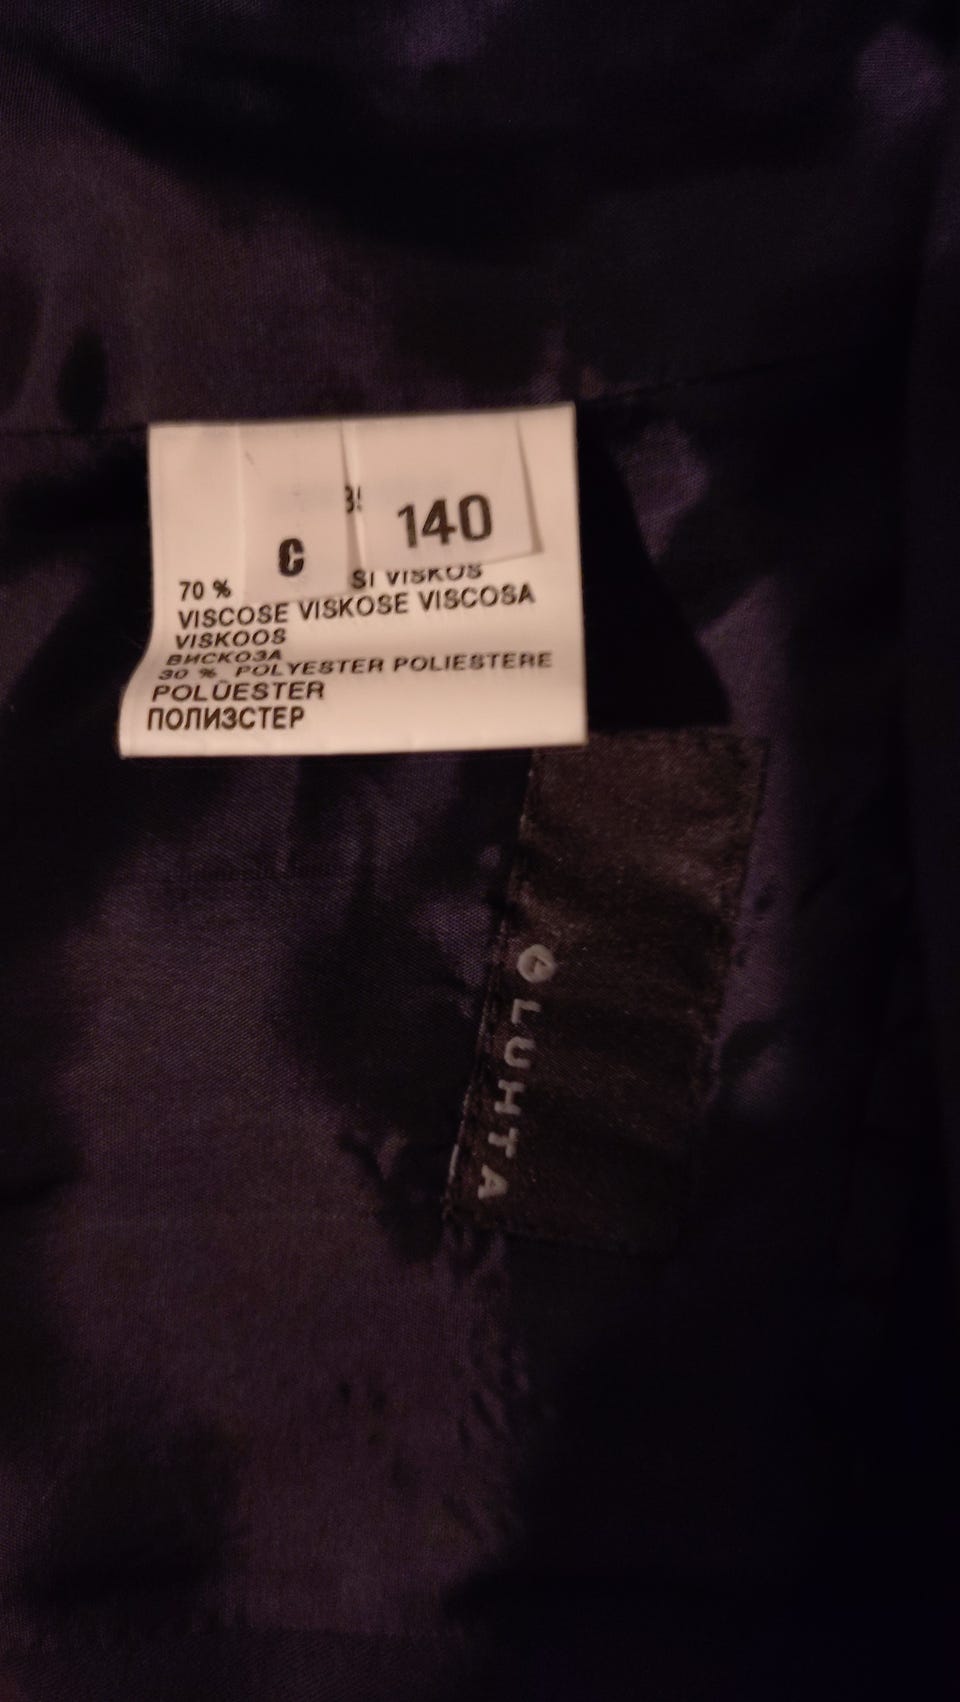 C 140
70 % SI VISKOS
VISCOSE VISKOSE VISCOSA
VISKOOS
ВИСКОЗА
30 % POLYESTER POLIESTERE
POLÜESTER
ПОЛИЭСТЕР
LUHTA